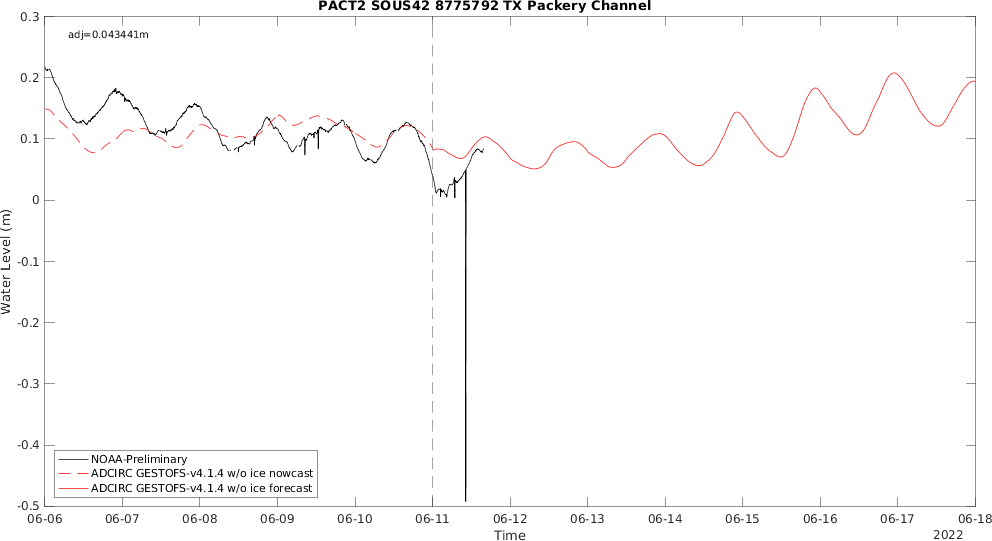 PACT2 SOUS42 8775792 TX Packery Channel
adj=0.043441m
0.3
0.2
0.1
0
-0.1
-0.2
-0.3
-0.4
-0.5
Water Level (m)
NOAA-Preliminary
ADCIRC GESTOFS-v4.1.4 w/o ice nowcast
ADCIRC GESTOFS-v4.1.4 w/o ice forecast
06-06 06-07 06-08 06-09 06-10 06-11 06-12 06-13 06-14 06-15 06-16 06-17 06-18
Time
2022